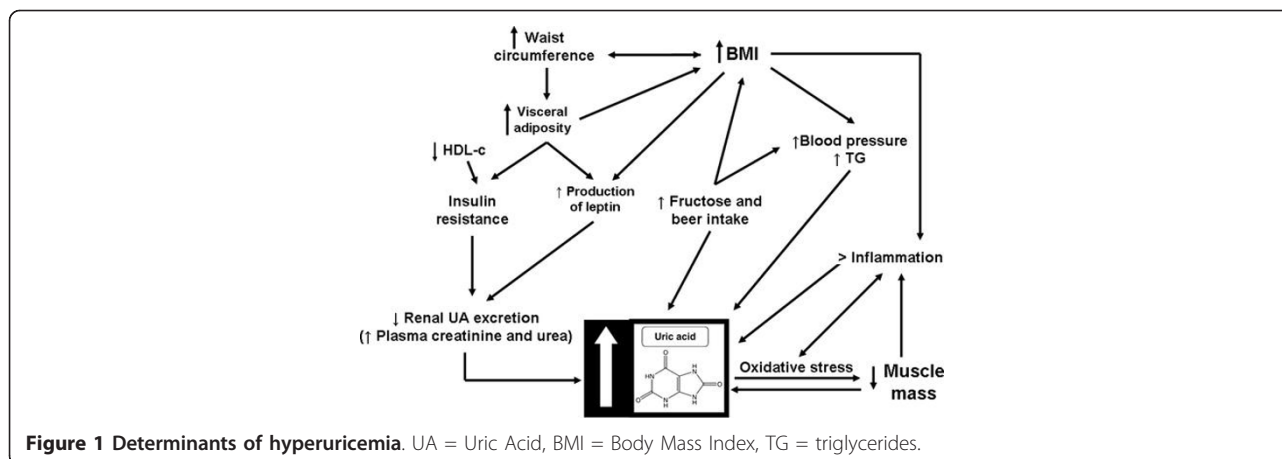 ↑ Waist
circumference
↑ BMI
↑ Visceral
adiposity
↓ HDL-c
↑Blood pressure
↑ TG
Insulin
resistance
↑ Production
of leptin
↑ Fructose and
beer intake
> Inflammation
↓ Renal UA excretion
(↑ Plasma creatinine and urea)
↑
Uric acid
O
H
N
HN
O
O
N
H
N
H
Oxidative stress
↓ Muscle
mass
Figure 1 Determinants of hyperuricemia. UA = Uric Acid, BMI = Body Mass Index, TG = triglycerides.